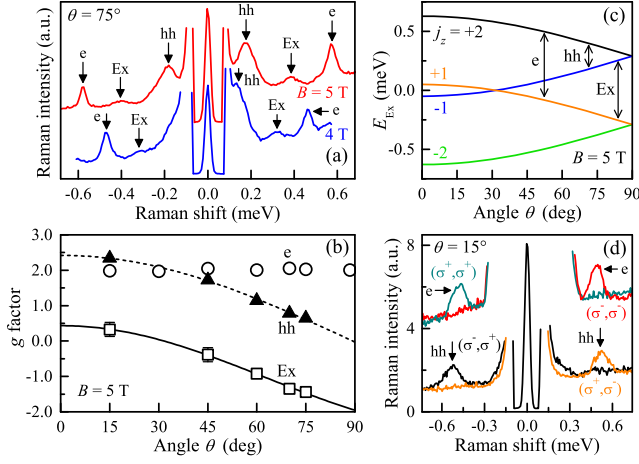 θ = 75°
e
Ex
hh
hh
Ex
e
B = 5 T
4 T
e
Ex
hh
Ex
e
(a)
Raman intensity (a.u.)
-0.6 -0.4 -0.2 0.0 0.2 0.4 0.6
Raman shift (meV)
(c)
j_z = +2
+1
-1
-2
e
hh
Ex
B = 5 T
E_Ex (meV)
0.5
0.0
-0.5
0 30 60 90
Angle θ (deg)
(b)
e
hh
Ex
B = 5 T
g factor
3.0
2.0
1.0
0.0
-1.0
-2.0
0 15 30 45 60 75 90
Angle θ (deg)
(d)
θ = 15°
(σ+,σ+)
e
e
(σ-,σ-)
hh
(σ-,σ+)
hh
(σ+,σ-)
Raman intensity (a.u.)
8
6
4
2
0
-0.6 -0.3 0.0 0.3 0.6
Raman shift (meV)